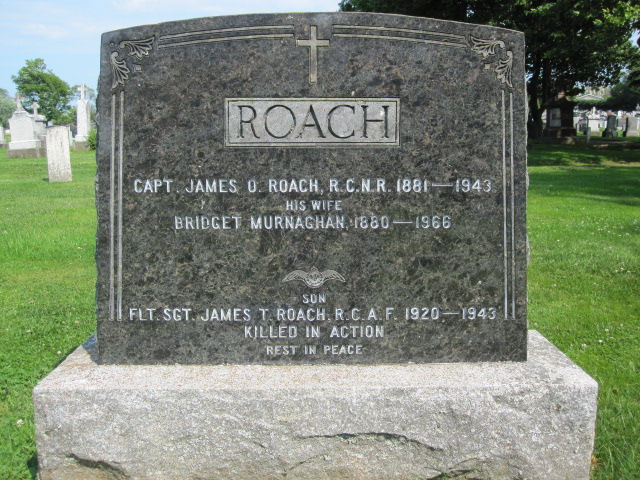 ROACH
CAPT. JAMES O. ROACH, R.C.N.R. 1881—1943
HIS WIFE
BRIDGET MURNAGHAN, 1880—1966
SON
FLT. SGT. JAMES T. ROACH, R.C.A.F. 1920—1943
KILLED IN ACTION
REST IN PEACE